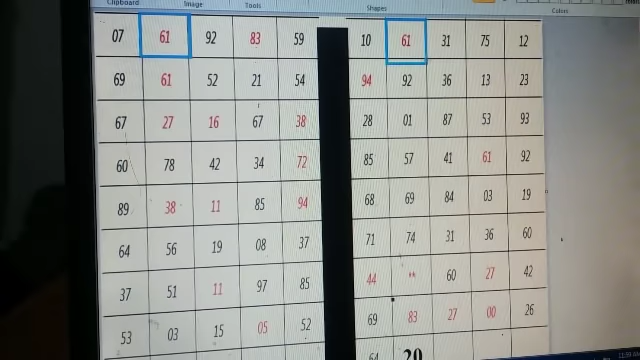 Clipboard Image Tools Shapes Colors
07 61 92 83 59 10 61 31 75 12
69 61 52 21 54 94 92 36 13 23
67 27 16 67 38 28 01 87 53 93
60 78 42 34 72 85 57 41 61 92
89 38 11 85 94 68 69 84 03 19
64 56 19 08 37 71 74 31 36 60
37 51 11 97 85 44 ** 60 27 42
53 03 15 05 52 69 83 27 00 26
64 20